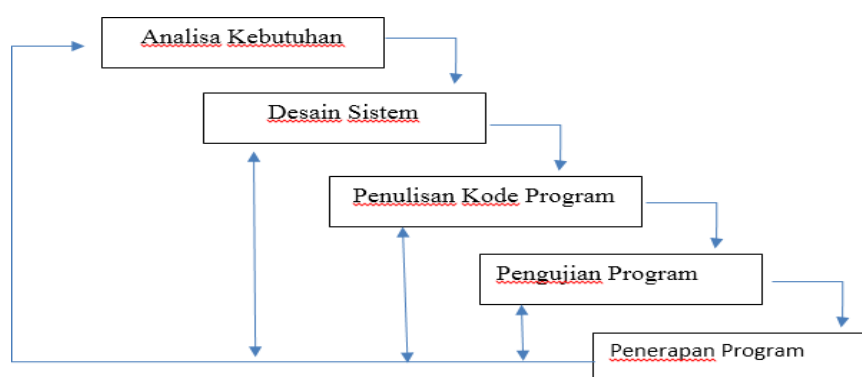 Analisa Kebutuhan
Desain Sistem
Penulisan Kode Program
Pengujian Program
Penerapan Program